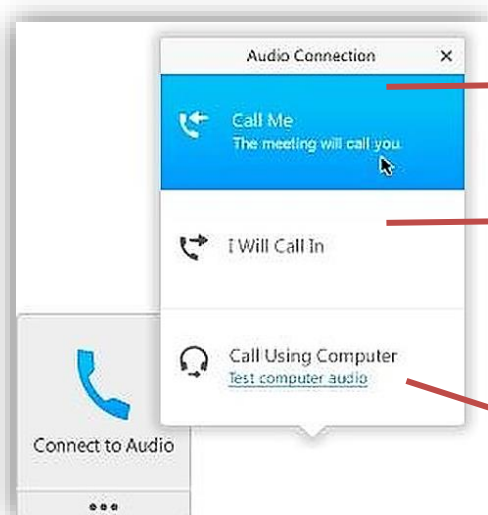 Audio Connection
Call Me
The meeting will call you.
I Will Call In
Call Using Computer
Test computer audio
Connect to Audio